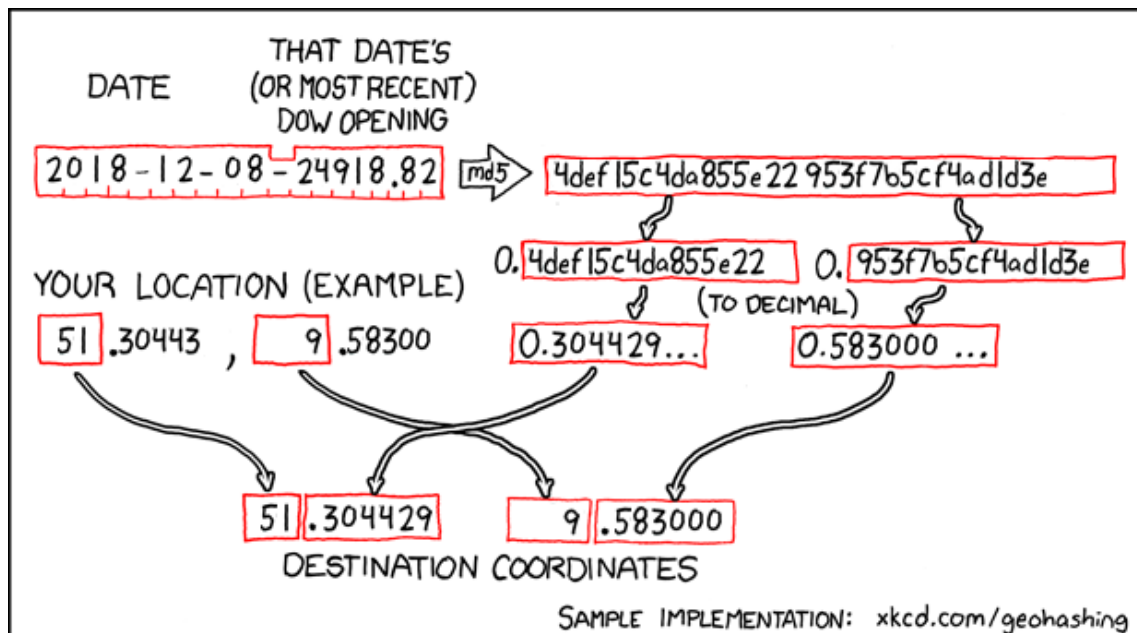 DATE
THAT DATE'S
(OR MOST RECENT)
DOW OPENING
2018-12-08-24918.82
md5
4def15c4da855e22953f7b5cf4ad1d3e
0.4def15c4da855e22
0.953f7b5cf4ad1d3e
(TO DECIMAL)
YOUR LOCATION (EXAMPLE)
51.30443, 9.58300
0.304429...
0.583000 ...
51.304429
9.583000
DESTINATION COORDINATES
SAMPLE IMPLEMENTATION: xkcd.com/geohashing